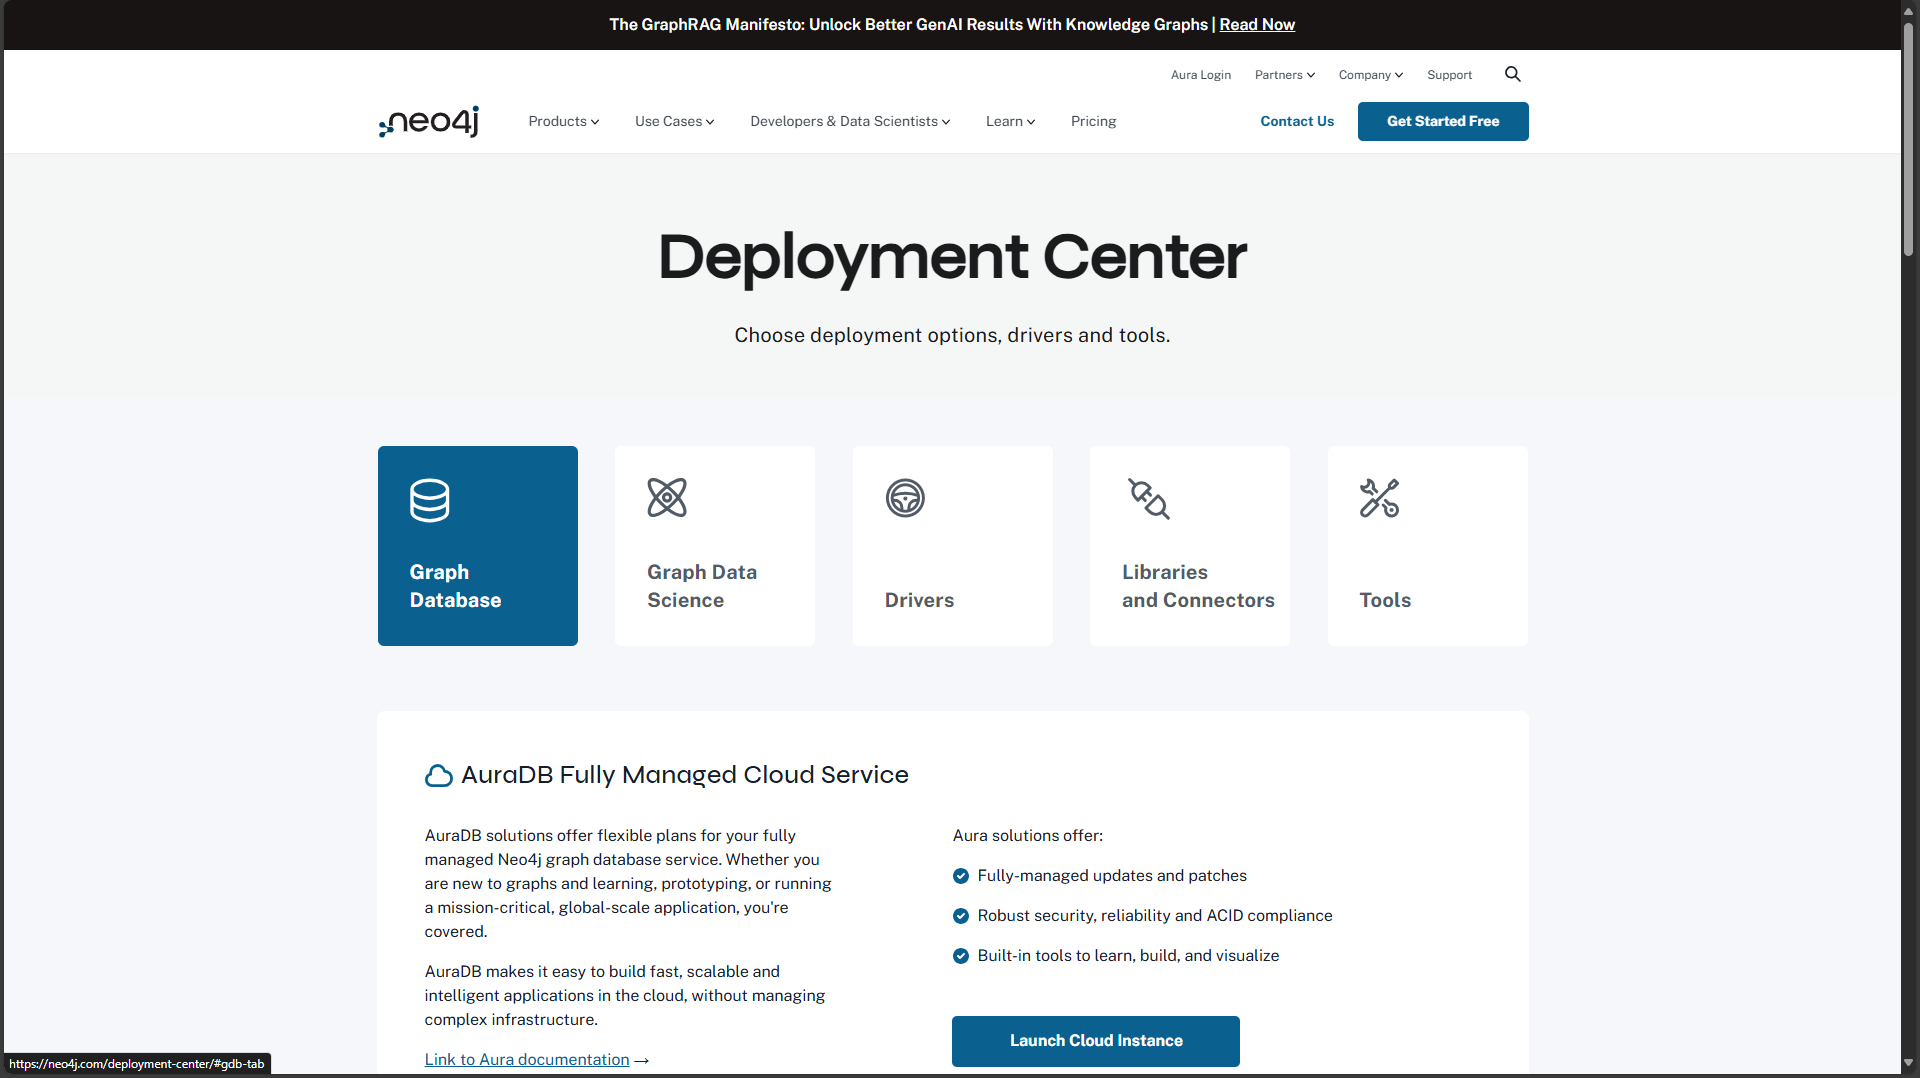 The GraphRAG Manifesto: Unlock Better GenAI Results With Knowledge Graphs | Read Now
Aura Login Partners Company Support
neo4j Products Use Cases Developers & Data Scientists Learn Pricing Contact Us Get Started Free
Deployment Center
Choose deployment options, drivers and tools.
Graph
Database
Graph Data
Science
Drivers
Libraries
and Connectors
Tools
AuraDB Fully Managed Cloud Service
AuraDB solutions offer flexible plans for your fully
managed Neo4j graph database service. Whether you
are new to graphs and learning, prototyping, or running
a mission-critical, global-scale application, you're
covered.
AuraDB makes it easy to build fast, scalable and
intelligent applications in the cloud, without managing
complex infrastructure.
Link to Aura documentation →
Aura solutions offer:
Fully-managed updates and patches
Robust security, reliability and ACID compliance
Built-in tools to learn, build, and visualize
Launch Cloud Instance
https://neo4j.com/deployment-center/#gdb-tab